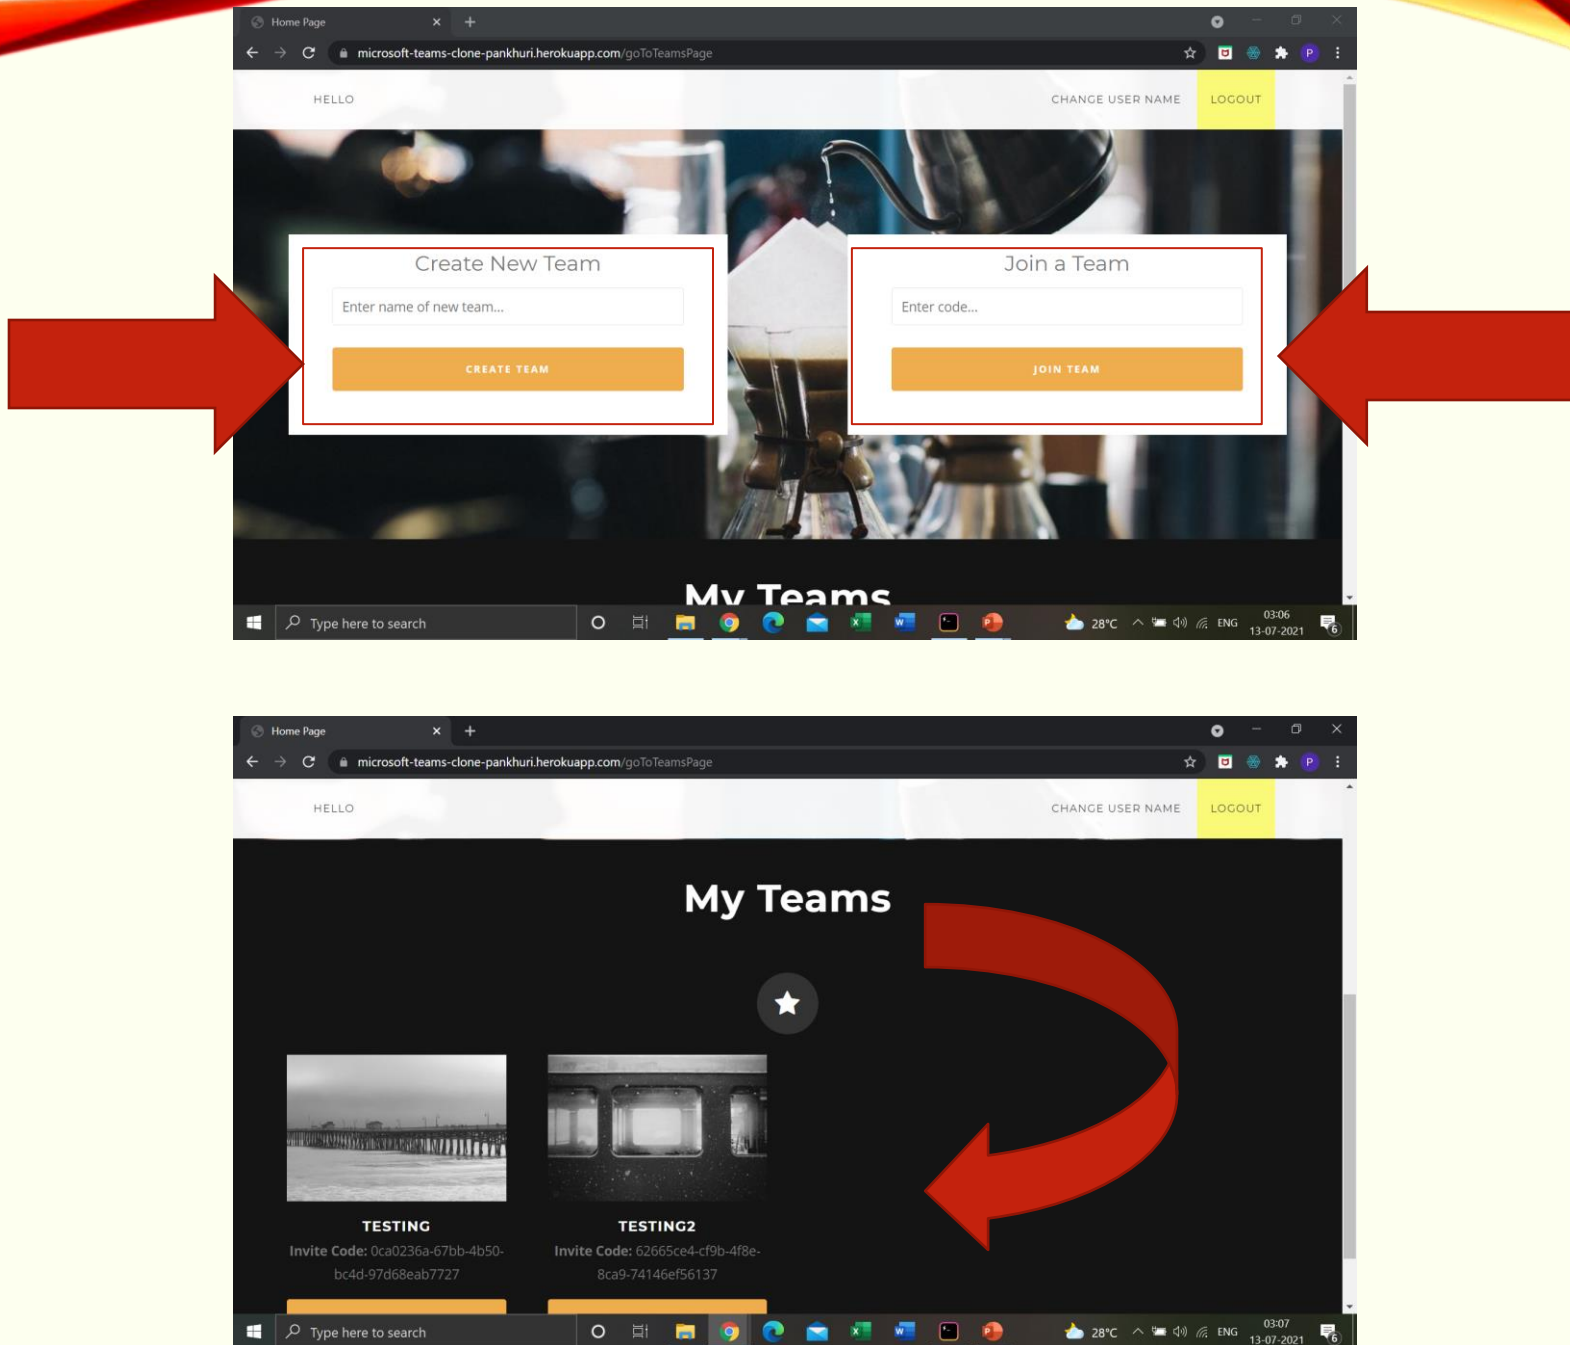 Home Page
microsoft-teams-clone-pankhuri.herokuapp.com/goToTeamsPage
P
HELLO
CHANGE USER NAME
LOGOUT
Create New Team
Enter name of new team...
CREATE TEAM
Join a Team
Enter code...
JOIN TEAM
My Teams
Type here to search
28°C
ENG
03:06
13-07-2021
6
Home Page
microsoft-teams-clone-pankhuri.herokuapp.com/goToTeamsPage
P
HELLO
CHANGE USER NAME
LOGOUT
My Teams
TESTING
Invite Code: 0ca0236a-67bb-4b50-
bc4d-97d68eab7727
TESTING2
Invite Code: 62665ce4-cf9b-4f8e-
8ca9-74146ef56137
Type here to search
28°C
ENG
03:07
13-07-2021
6